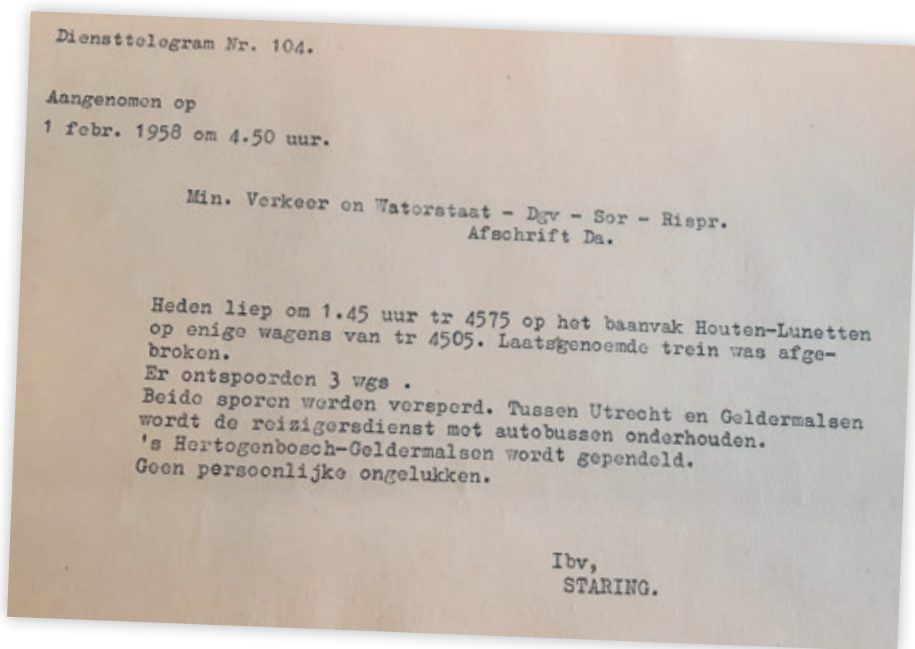 Diensttelegram Nr. 104.
Aangenomen op
1 febr. 1958 om 4.50 uur.
Min. Verkeer en Waterstaat - Dgv - Sor - Rispr.
Afschrift Da.
Heden liep om 1.45 uur tr 4575 op het baanvak Houten-Lunetten
op enige wagens van tr 4505. Laatsgenoemde trein was afge-
broken.
Er ontspoorden 3 wgs .
Beide sporen werden versperd. Tussen Utrecht en Geldermalsen
wordt de reizigersdienst met autobussen onderhouden.
's Hertogenbosch-Geldermalsen wordt gependeld.
Geen persoonlijke ongelukken.
Ibv,
STARING.